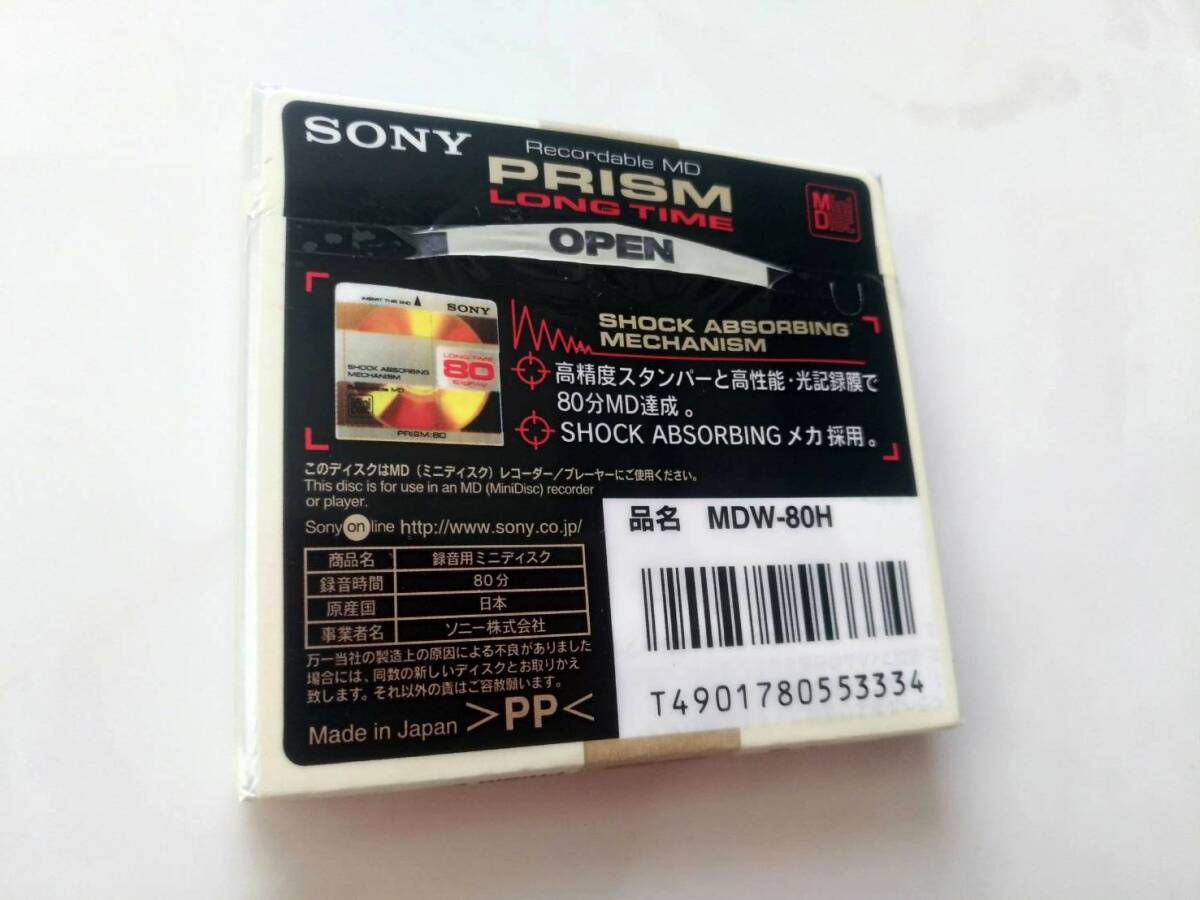 SONY
Recordable MD
PRISM
LONG TIME
Mini
Disc
OPEN
INSERT THIS END
SONY
LONG TIME
80
SHOCK ABSORBING
MECHANISM
PRISM 80
SHOCK ABSORBING
MECHANISM
高精度スタンパーと高性能・光記録膜で
80分MD達成。
SHOCK ABSORBING メカ採用。
このディスクはMD(ミニディスク)レコーダー/プレーヤーにご使用ください。
This disc is for use in an MD (MiniDisc) recorder
or player.
Sony on line http://www.sony.co.jp/
商品名 録音用ミニディスク
録音時間 80分
原産国 日本
事業者名 ソニー株式会社
万一当社の製造上の原因による不良がありました
場合には、同数の新しいディスクとお取りかえ
致します。それ以外の責はご容赦願います。
Made in Japan >PP<
品名 MDW-80H
T4901780553334